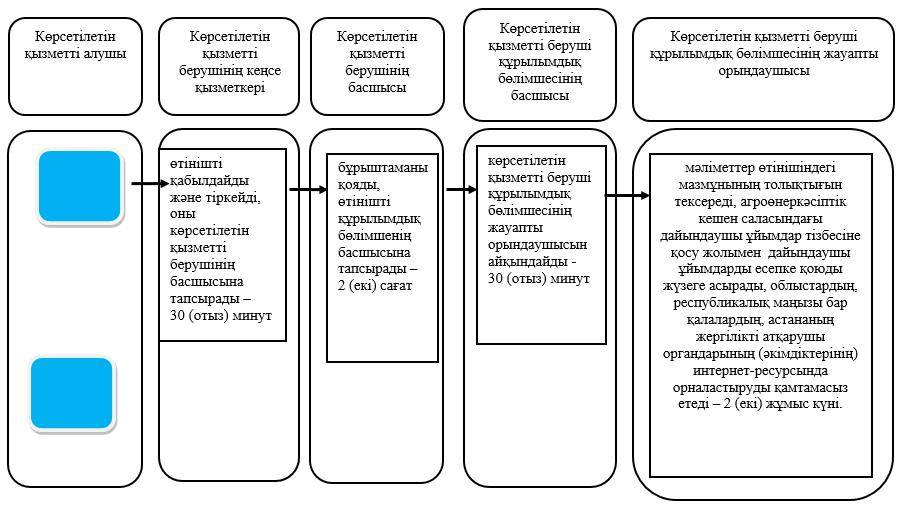 Көрсетілетін
қызметті алушы
Көрсетілетін
қызметті
берушінің кеңсе
қызметкері
Көрсетілетін
қызметті
берушінің
басшысы
Көрсетілетін
қызметті беруші
құрылымдық
бөлімшесінің
басшысы
Көрсетілетін қызметті беруші
құрылымдық бөлімшесінің жауапты
орындаушысы
өтінішті
қабылдайды
және тіркейді,
оны
көрсетілетін
қызметті
берушінің
басшысына
тапсырады –
30 (отыз) минут
бұрыштаманы
қояды,
өтінішті
құрылымдық
бөлімшенің
басшысына
тапсырады –
2 (екі) сағат
көрсетілетін
қызметті беруші
құрылымдық
бөлімшесінің
жауапты
орындаушысын
айқындайды -
30 (отыз) минут
мәліметтер өтінішіндегі
мазмұнының толықтығын
тексереді, агроөнеркәсіптік
кешен саласындағы
дайындаушы ұйымдар тізбесіне
қосу жолымен дайындаушы
ұйымдарды есепке қоюды
жүзеге асырады, облыстардың,
республикалық маңызы бар
қалалардың, астананың
жергілікті атқарушы
органдарының (әкімдіктерінің)
интернет-ресурсында
орналастыруды қамтамасыз
етеді – 2 (екі) жұмыс күні.